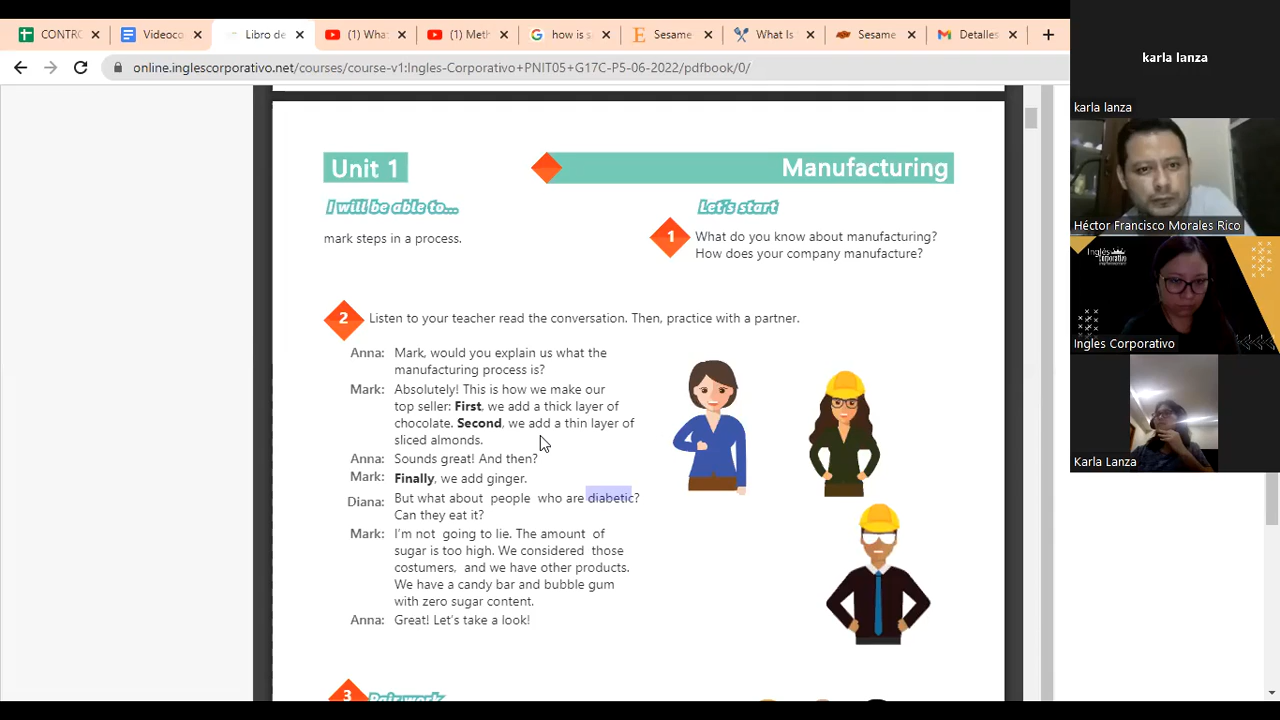 CONTRO
Videoco
Libro de
(1) Wha
(1) Meth
how is s
Sesame
What Is
Sesame
Detalles
online.inglescorporativo.net/courses/course-v1:Ingles-Corporativo+PNIT05+G17C-P5-06-2022/pdfbook/0/
Unit 1
Manufacturing
I will be able to...
Let's start
mark steps in a process.
1
What do you know about manufacturing?
How does your company manufacture?
2
Listen to your teacher read the conversation. Then, practice with a partner.
Anna: Mark, would you explain us what the
manufacturing process is?
Mark: Absolutely! This is how we make our
top seller: First, we add a thick layer of
chocolate. Second, we add a thin layer of
sliced almonds.
Anna: Sounds great! And then?
Mark: Finally, we add ginger.
Diana: But what about people who are diabetic?
Can they eat it?
Mark: I'm not going to lie. The amount of
sugar is too high. We considered those
costumers, and we have other products.
We have a candy bar and bubble gum
with zero sugar content.
Anna: Great! Let's take a look!
3
Pair work
karla lanza
karla lanza
Héctor Francisco Morales Rico
Inglés
Corporativo
Ingles Corporativo
Karla Lanza